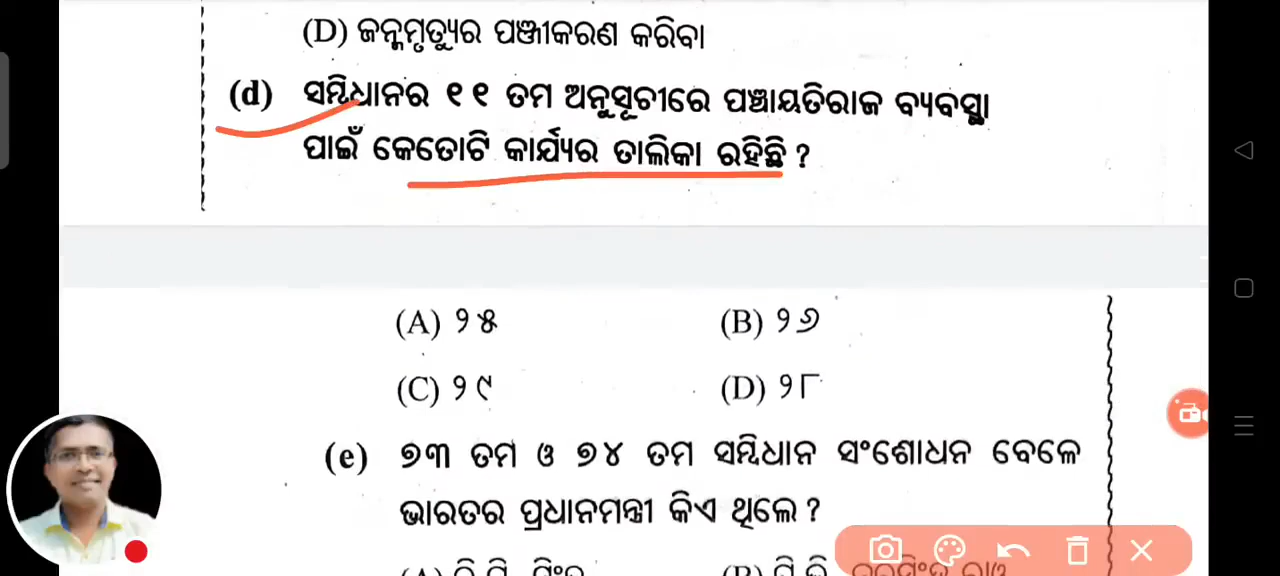 (D) ଜନ୍ମମୃତ୍ୟୁର ପଞ୍ଜୀକରଣ କରିବା
(d) ସମ୍ବିଧାନର ୧୧ ତମ ଅନୁସୂଚୀରେ ପଞ୍ଚାୟତିରାଜ ବ୍ୟବସ୍ଥା
ପାଇଁ କେତୋଟି କାର୍ଯ୍ୟର ତାଲିକା ରହିଛି ?
(A) ୨୫ (B) ୨୬
(C) ୨୯ (D) ୨୮
(e) ୭୩ ତମ ଓ ୭୪ ତମ ସମ୍ବିଧାନ ସଂଶୋଧନ ବେଳେ
ଭାରତର ପ୍ରଧାନମନ୍ତ୍ରୀ କିଏ ଥିଲେ ?
(A) (B)